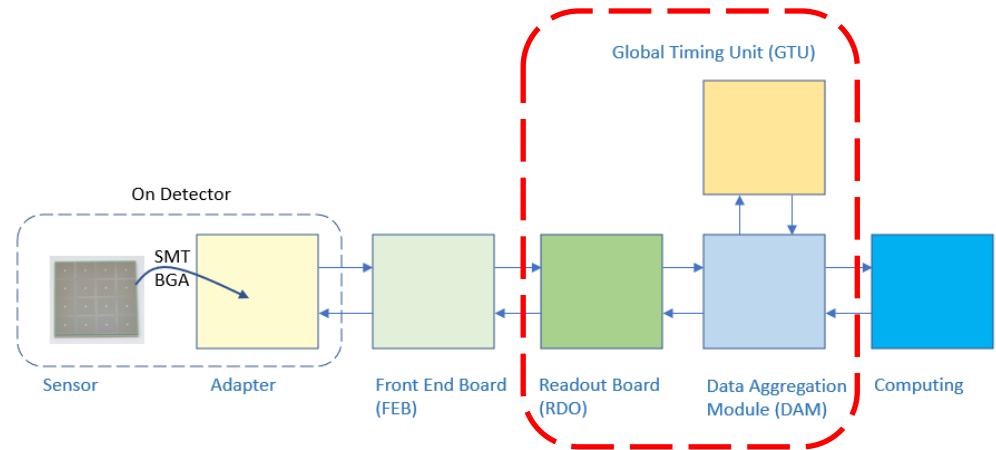 Global Timing Unit (GTU)
On Detector
SMT
BGA
Sensor
Adapter
Front End Board
(FEB)
Readout Board
(RDO)
Data Aggregation
Module (DAM)
Computing